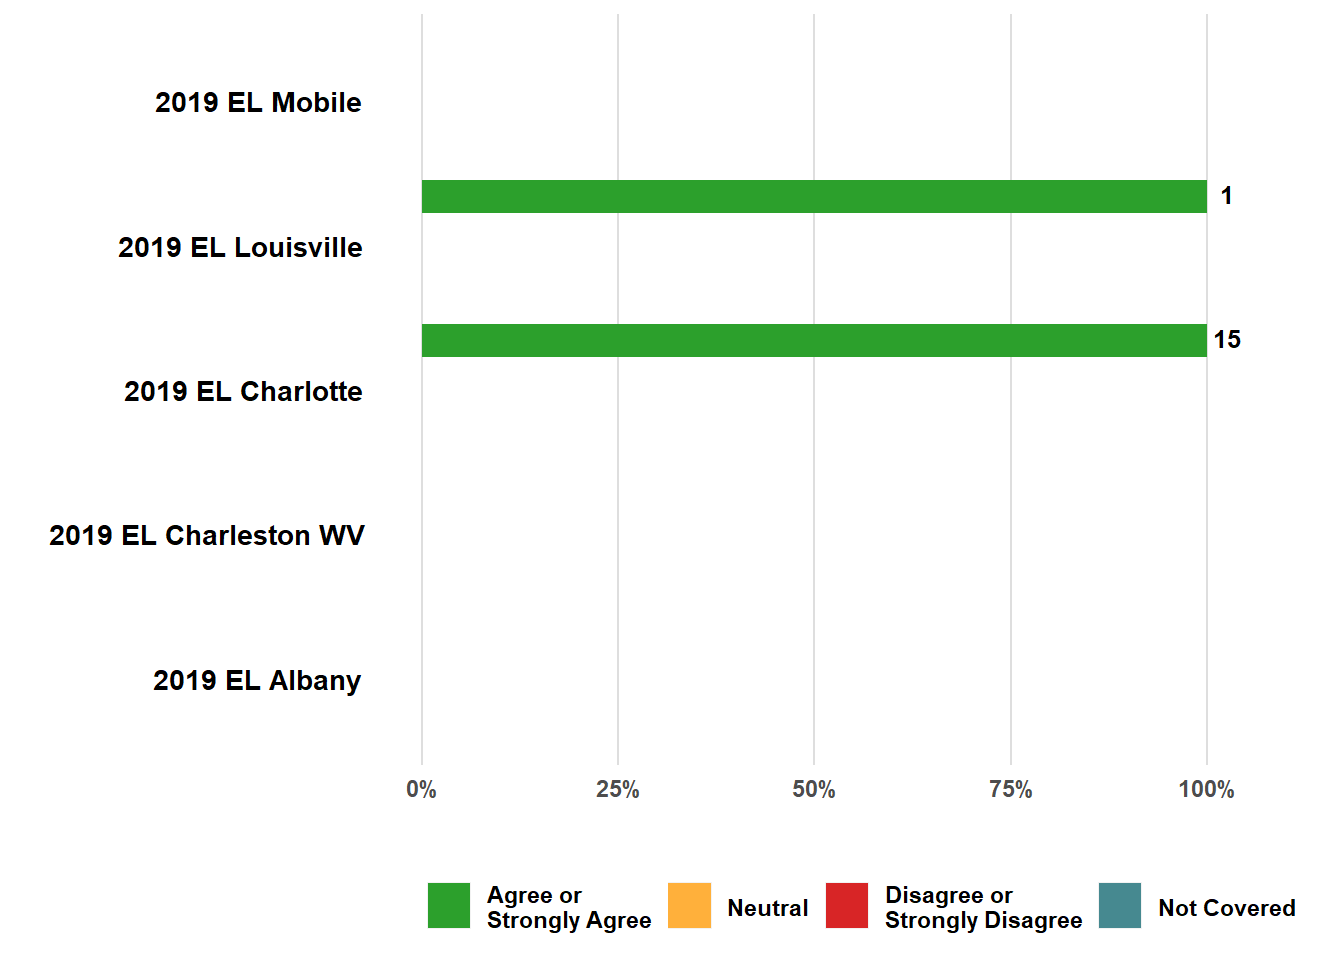 2019 EL Mobile
1
2019 EL Louisville
15
2019 EL Charlotte
2019 EL Charleston WV
2019 EL Albany
0% 25% 50% 75% 100%
Agree or
Strongly Agree
Neutral
Disagree or
Strongly Disagree
Not Covered